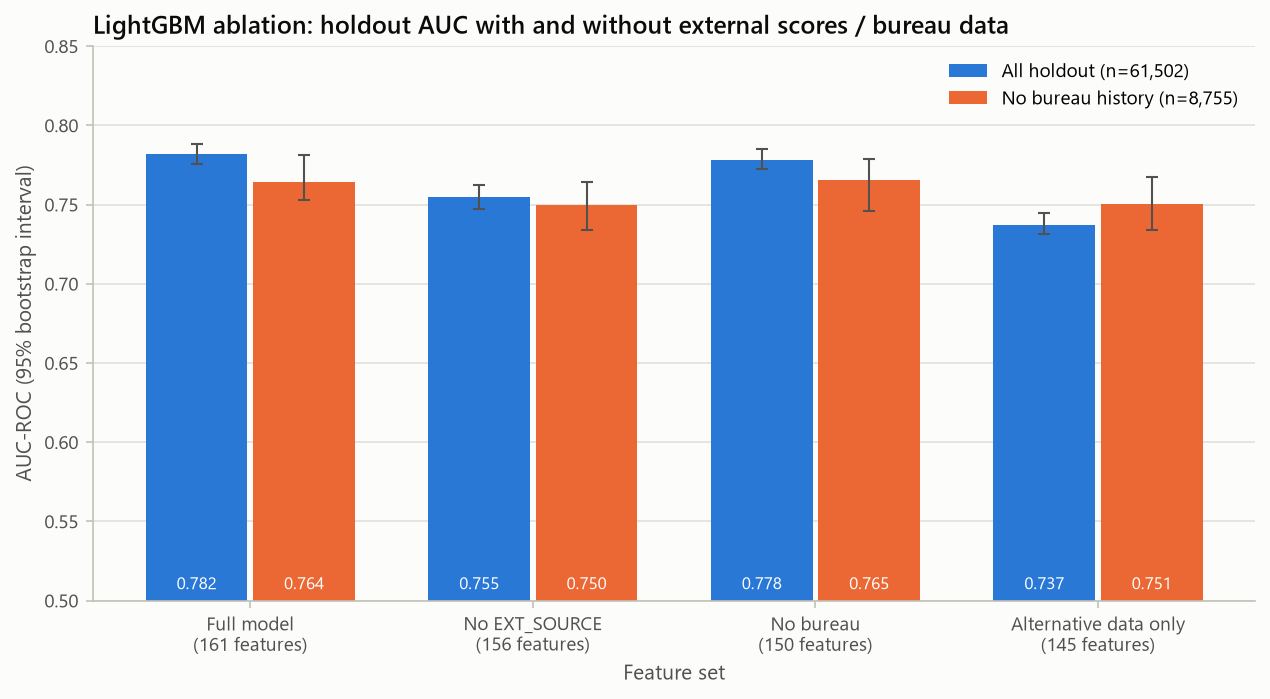 LightGBM ablation: holdout AUC with and without external scores / bureau data
All holdout (n=61,502)
No bureau history (n=8,755)
AUC-ROC (95% bootstrap interval)
0.85
0.80
0.75
0.70
0.65
0.60
0.55
0.50
0.782
0.764
0.755
0.750
0.778
0.765
0.737
0.751
Full model
(161 features)
No EXT_SOURCE
(156 features)
No bureau
(150 features)
Alternative data only
(145 features)
Feature set